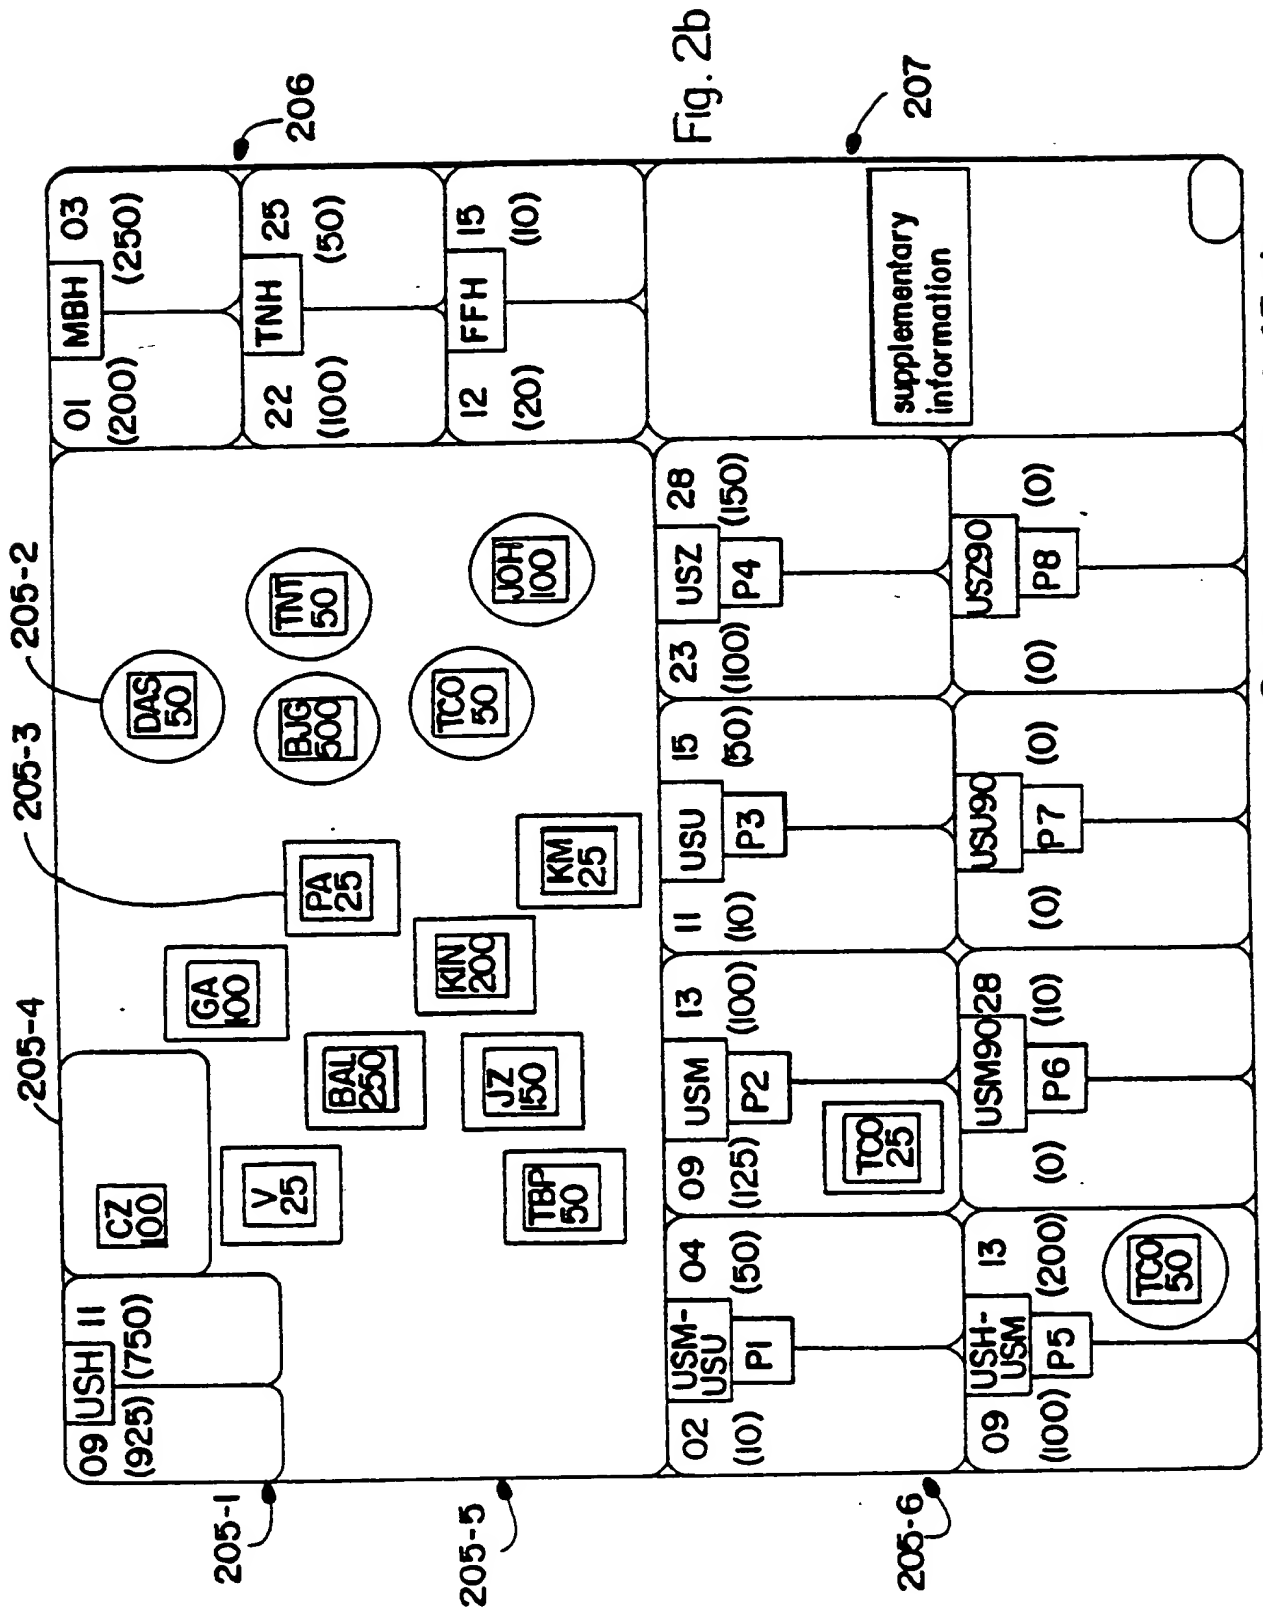 205-4
205-3
205-2
09 USH 11
(925) (750)
CZ
100
DAS
50
01 MBH 03
(200) (250)
205-1
V
25
GA
100
BAL
250
PA
25
BJG
500
TNT
50
22 TNH 25
(100) (50)
206
205-5
TBP
50
JZ
150
KIN
200
KM
25
TCO
50
JOH
100
12 FFH 15
(20) (10)
Fig. 2b
02 USM-
USU 04
(10) P1 (50)
09 USM 13
(125) P2 (100)
TCO
25
11 USU 15
(10) P3 (50)
23 USZ 28
(100) P4 (150)
supplementary
information
207
205-6
09 USH-
USM 13
(100) P5 (200)
TCO
50
USM90 28
(0) P6 (10)
USU90
(0) P7 (0)
USZ90
(0) P8 (0)